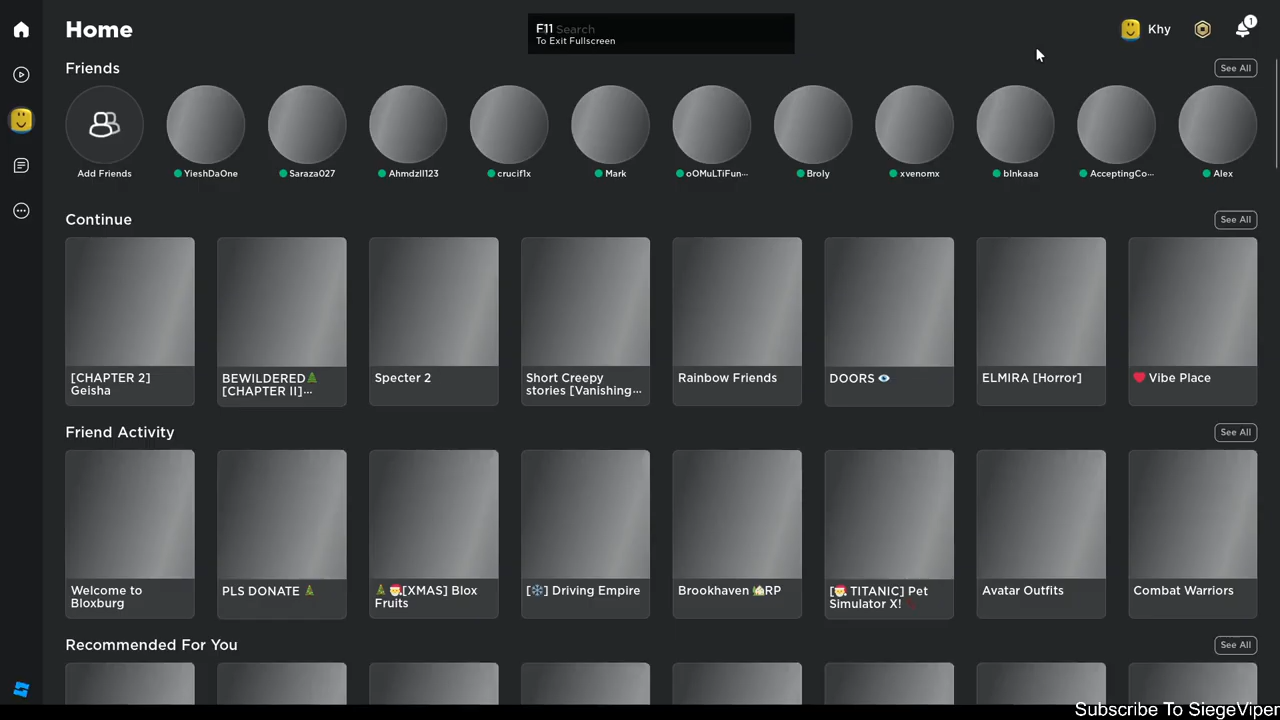 Home
F11 Search
To Exit Fullscreen
Khy
1
Friends
See All
Add Friends
YieshDaOne
Saraza027
Ahmdzll123
crucif1x
Mark
oOMuLTiFun...
Broly
xvenomx
blnkaaa
AcceptingCo...
Alex
Continue
See All
[CHAPTER 2]
Geisha
BEWILDERED🎄
[CHAPTER II]...
Specter 2
Short Creepy
stories [Vanishing...
Rainbow Friends
DOORS 👁️
ELMIRA [Horror]
❤️ Vibe Place
Friend Activity
See All
Welcome to
Bloxburg
PLS DONATE 🎄
🎄🎅[XMAS] Blox
Fruits
[❄️] Driving Empire
Brookhaven 🏡RP
[🎅 TITANIC] Pet
Simulator X!
Avatar Outfits
Combat Warriors
Recommended For You
See All
Subscribe To SiegeViper